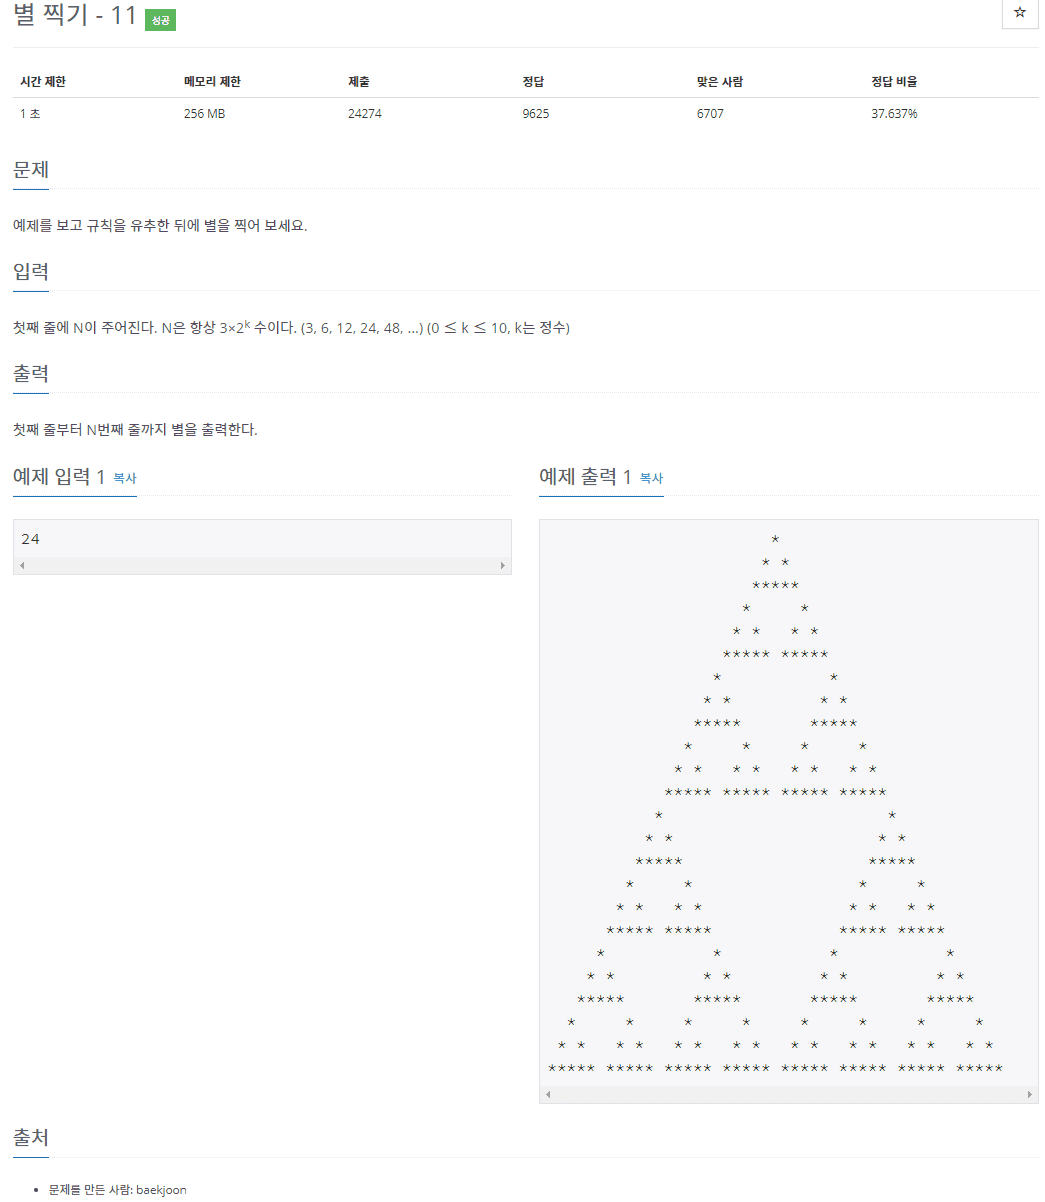 별 찍기 - 11 성공
☆
시간 제한 메모리 제한 제출 정답 맞은 사람 정답 비율
1 초 256 MB 24274 9625 6707 37.637%
문제
예제를 보고 규칙을 유추한 뒤에 별을 찍어 보세요.
입력
첫째 줄에 N이 주어진다. N은 항상 3×2^k 수이다. (3, 6, 12, 24, 48, ...) (0 ≤ k ≤ 10, k는 정수)
출력
첫째 줄부터 N번째 줄까지 별을 출력한다.
예제 입력 1 복사
24
예제 출력 1 복사
                       *
                      * *
                     *****
                    *     *
                   * *   * *
                  ***** *****
                 *           *
                * *         * *
               *****       *****
              *     *     *     *
             * *   * *   * *   * *
            ***** ***** ***** *****
           *                       *
          * *                     * *
         *****                   *****
        *     *                 *     *
       * *   * *               * *   * *
      ***** *****             ***** *****
     *           *           *           *
    * *         * *         * *         * *
   *****       *****       *****       *****
  *     *     *     *     *     *     *     *
 * *   * *   * *   * *   * *   * *   * *   * *
***** ***** ***** ***** ***** ***** ***** *****
출처
• 문제를 만든 사람: baekjoon